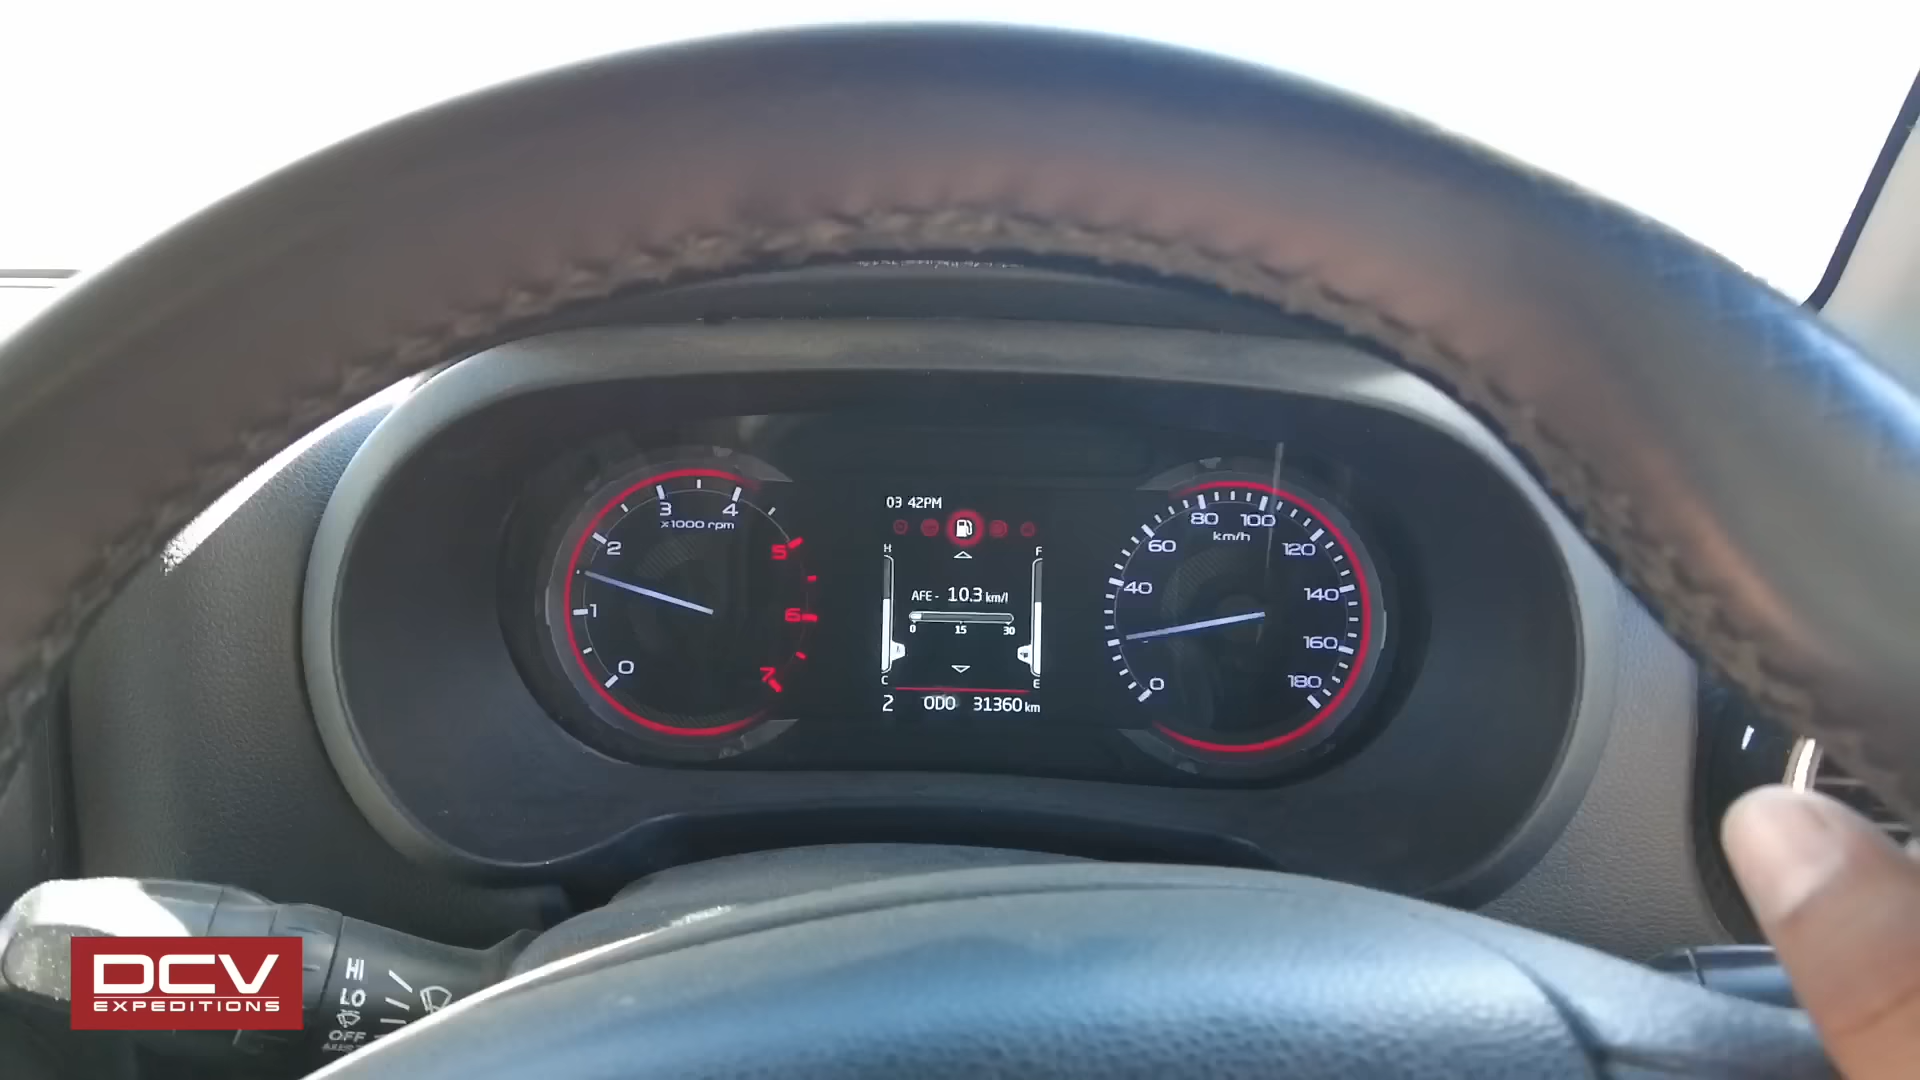 03 42PM
3
4
x1000 rpm
2
5
1
6
0
7
H
F
AFE - 10.3 km/l
0 15 30
C
E
2 ODO 31360 km
80
100
km/h
60
120
40
140
160
0
180
HI
LO
OFF
DCV
EXPEDITIONS